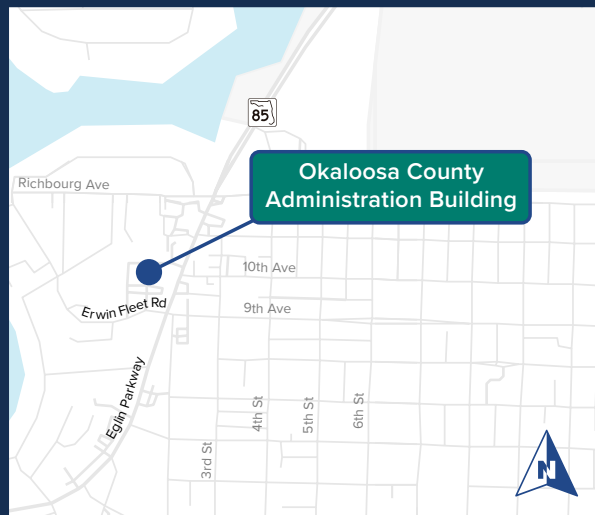 85
Okaloosa County
Administration Building
Richbourg Ave
10th Ave
Erwin Fleet Rd
9th Ave
Eglin Parkway
3rd St
4th St
5th St
6th St
N